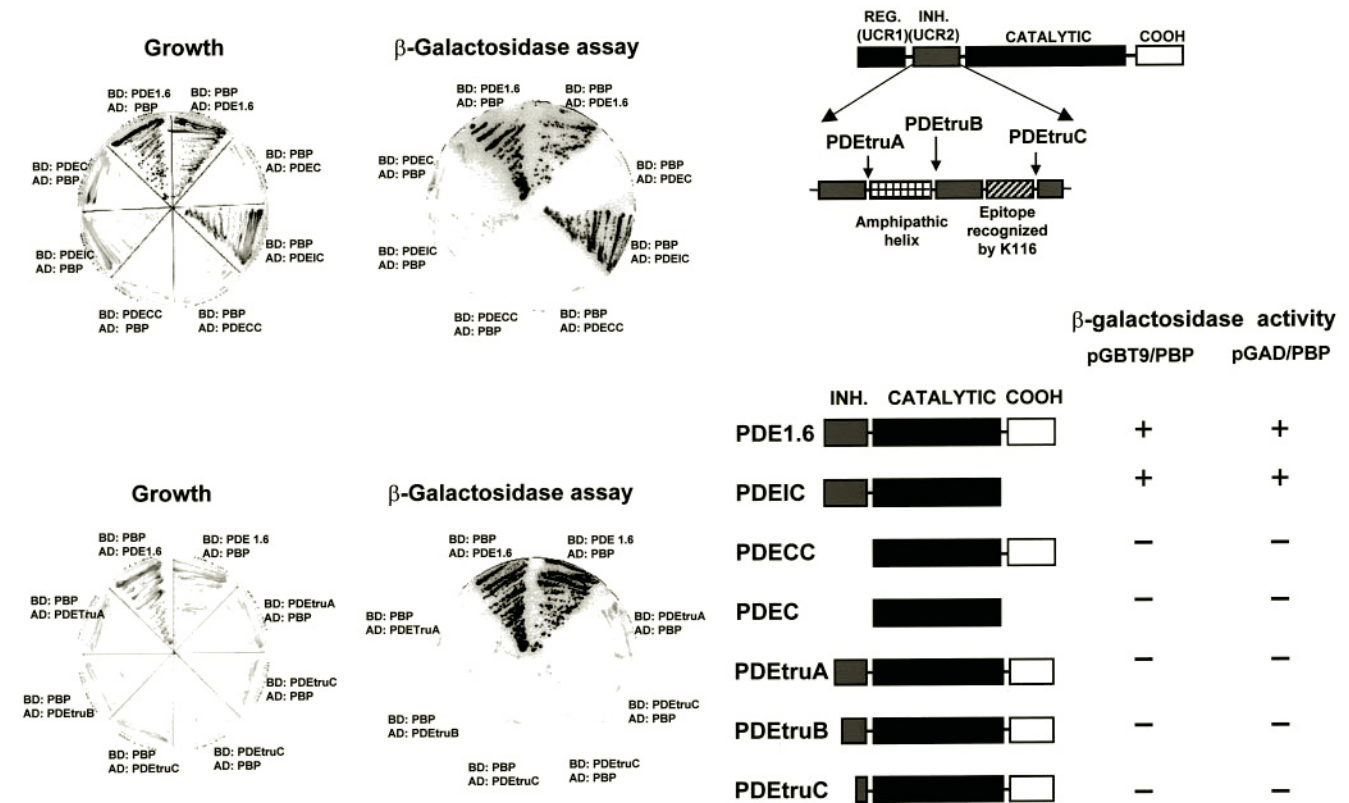 Growth
BD: PDE1.6
AD: PBP
BD: PBP
AD: PDE1.6
BD: PDEC
AD: PBP
BD: PBP
AD: PDEC
BD: PDEIC
AD: PBP
BD: PBP
AD: PDEIC
BD: PDECC
AD: PBP
BD: PBP
AD: PDECC
β-Galactosidase assay
BD: PDE1.6
AD: PBP
BD: PBP
AD: PDE1.6
BD: PDEC
AD: PBP
BD: PBP
AD: PDEC
BD: PDEIC
AD: PBP
BD: PBP
AD: PDEIC
BD: PDECC
AD: PBP
BD: PBP
AD: PDECC
REG. INH.
(UCR1)(UCR2) CATALYTIC COOH
PDEtruA PDEtruB PDEtruC
Amphipathic
helix
Epitope
recognized
by K116
Growth
BD: PBP
AD: PDE1.6
BD: PDE 1.6
AD: PBP
BD: PBP
AD: PDETruA
BD: PDEtruA
AD: PBP
BD: PBP
AD: PDEtruB
BD: PDEtruC
AD: PBP
BD: PBP
AD: PDEtruC
BD: PDEtruC
AD: PBP
β-Galactosidase assay
BD: PBP
AD: PDE1.6
BD: PDE 1.6
AD: PBP
BD: PBP
AD: PDETruA
BD: PDEtruA
AD: PBP
BD: PBP
AD: PDEtruB
BD: PDEtruC
AD: PBP
BD: PBP
AD: PDEtruC
BD: PDEtruC
AD: PBP
β-galactosidase activity
pGBT9/PBP pGAD/PBP
INH. CATALYTIC COOH
PDE1.6 + +
PDEIC + +
PDECC − −
PDEC − −
PDEtruA − −
PDEtruB − −
PDEtruC − −